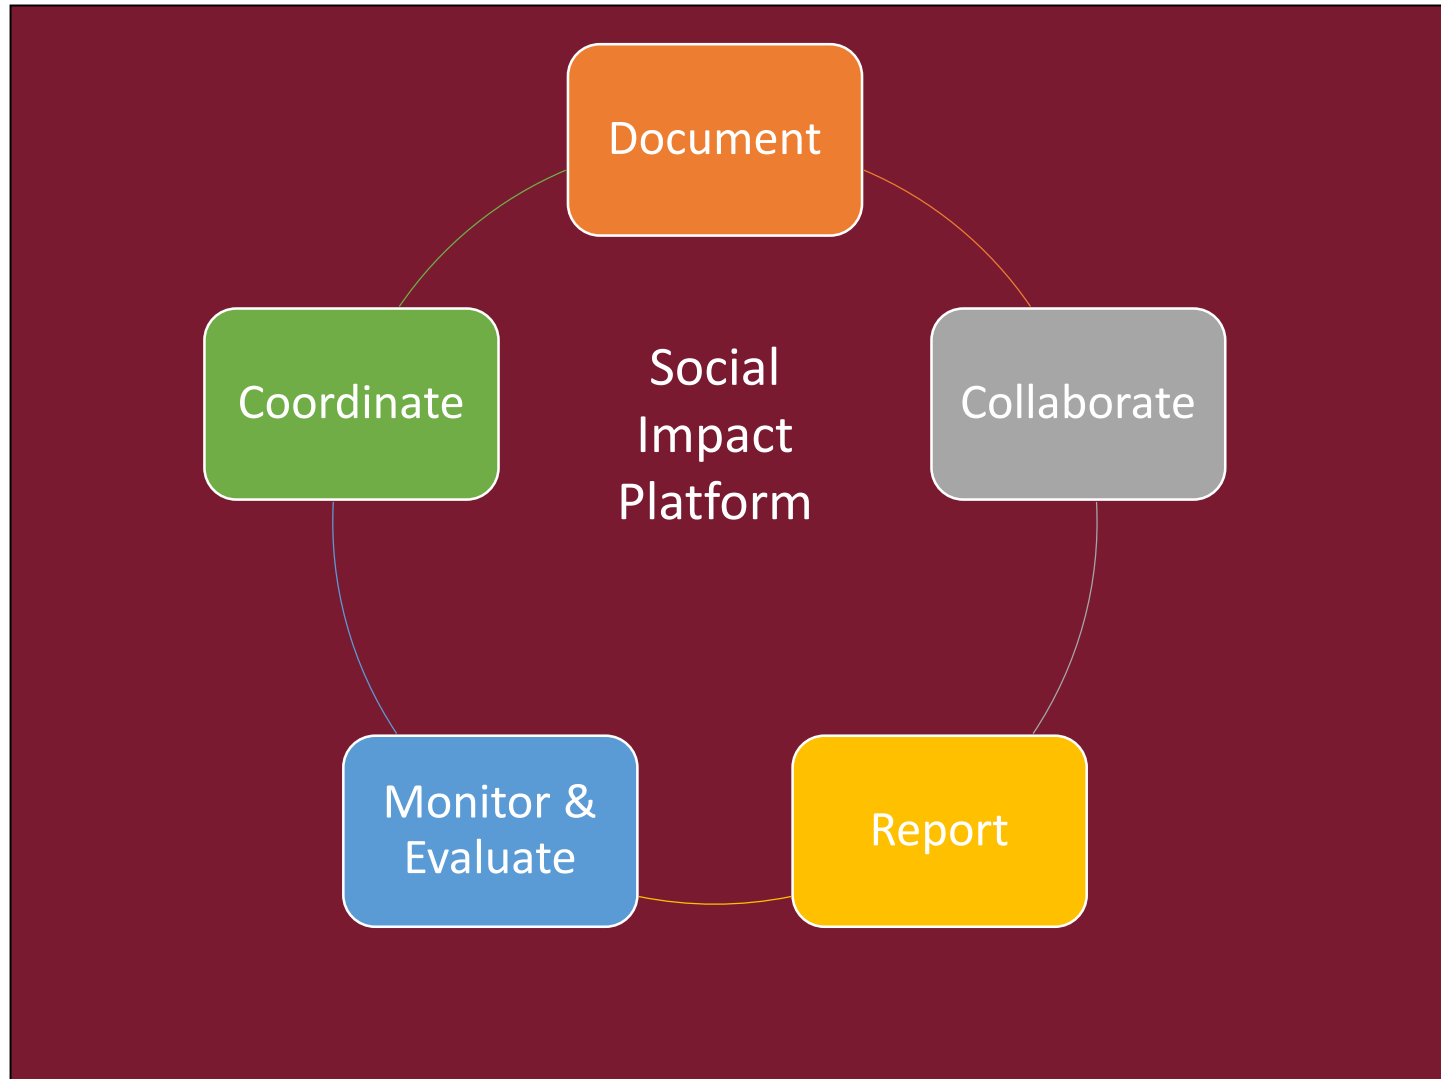 Document
Coordinate
Social
Impact
Platform
Collaborate
Monitor &
Evaluate
Report